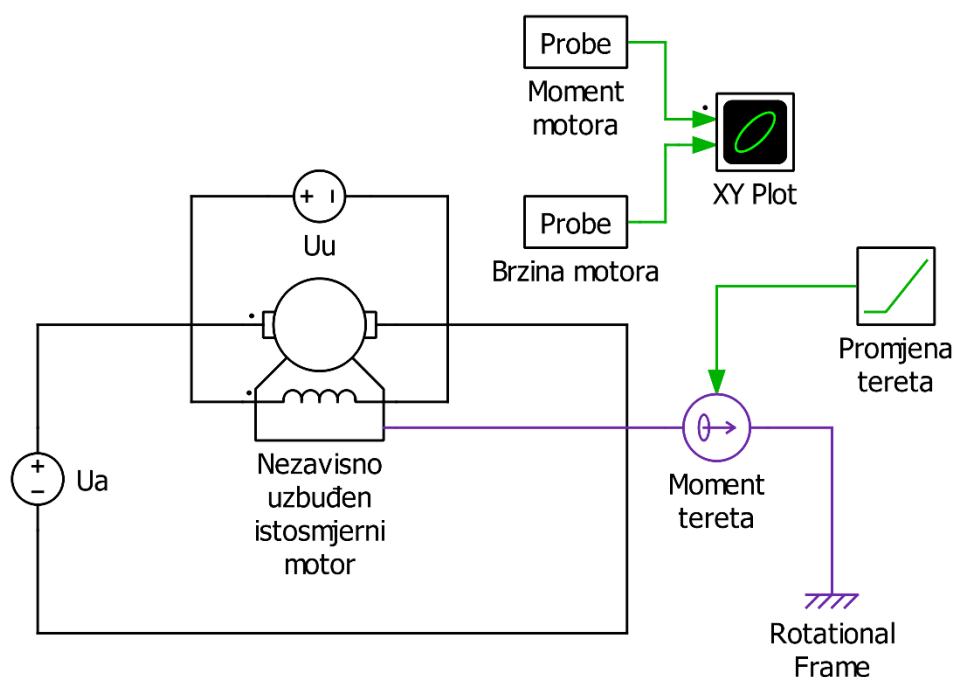 Probe
Moment
motora
XY Plot
Probe
Brzina motora
Uu
Promjena
tereta
Ua
Nezavisno
uzbuđen
istosmjerni
motor
Moment
tereta
Rotational
Frame